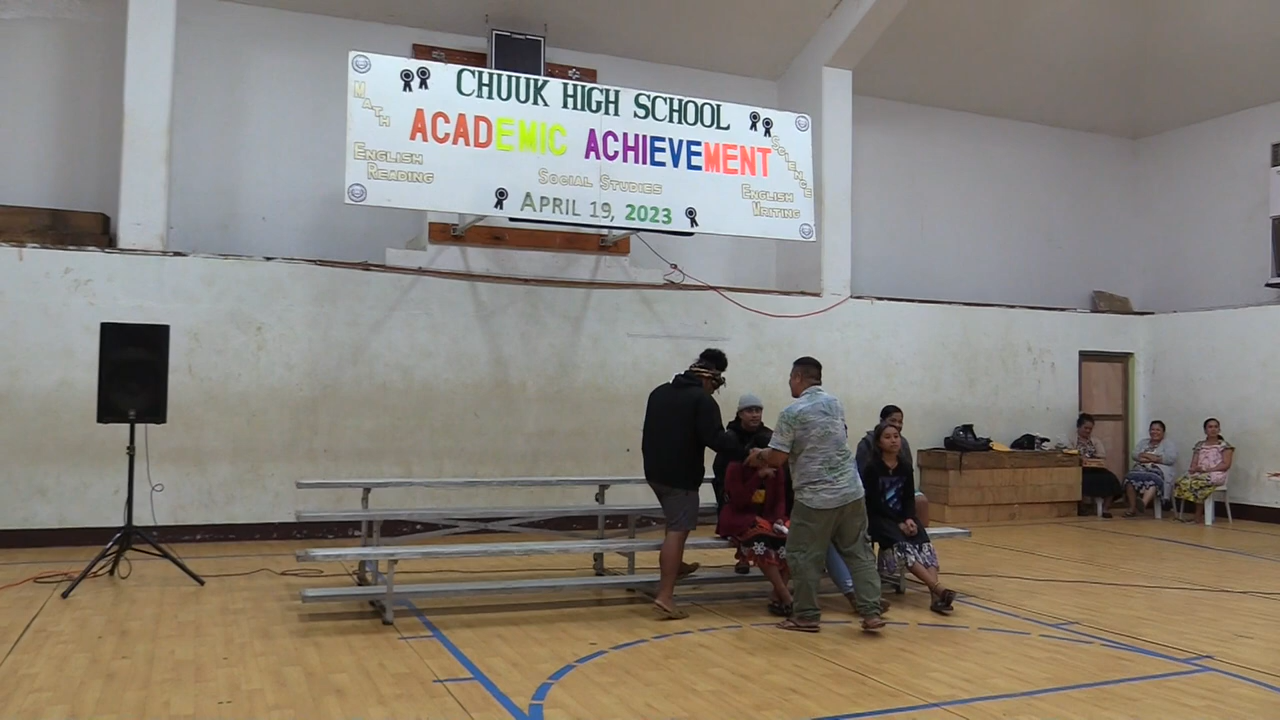 CHUUK HIGH SCHOOL
MATH
ACADEMIC ACHIEVEMENT
SCIENCE
ENGLISH
READING
SOCIAL STUDIES
ENGLISH
WRITING
APRIL 19, 2023